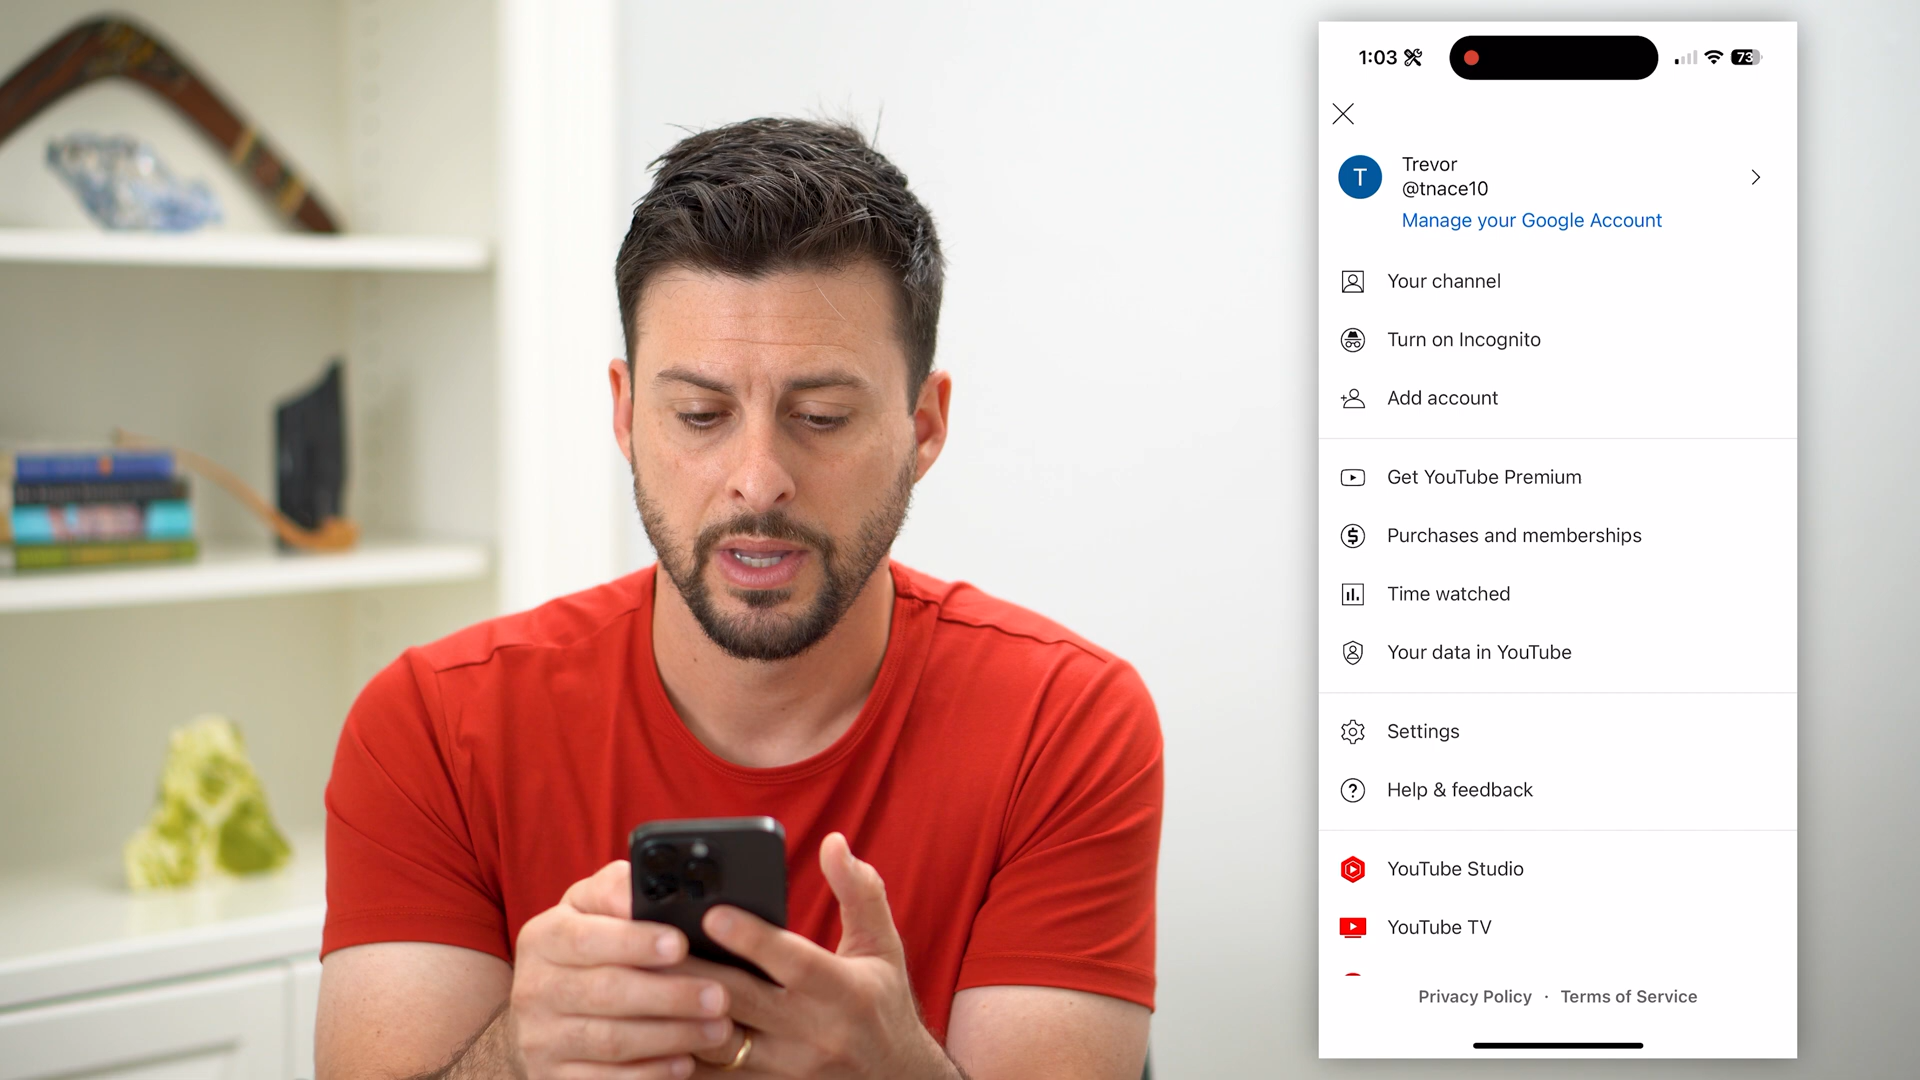 1:03
73
T
Trevor
@tnace10
Manage your Google Account
Your channel
Turn on Incognito
Add account
Get YouTube Premium
Purchases and memberships
Time watched
Your data in YouTube
Settings
Help & feedback
YouTube Studio
YouTube TV
Privacy Policy · Terms of Service